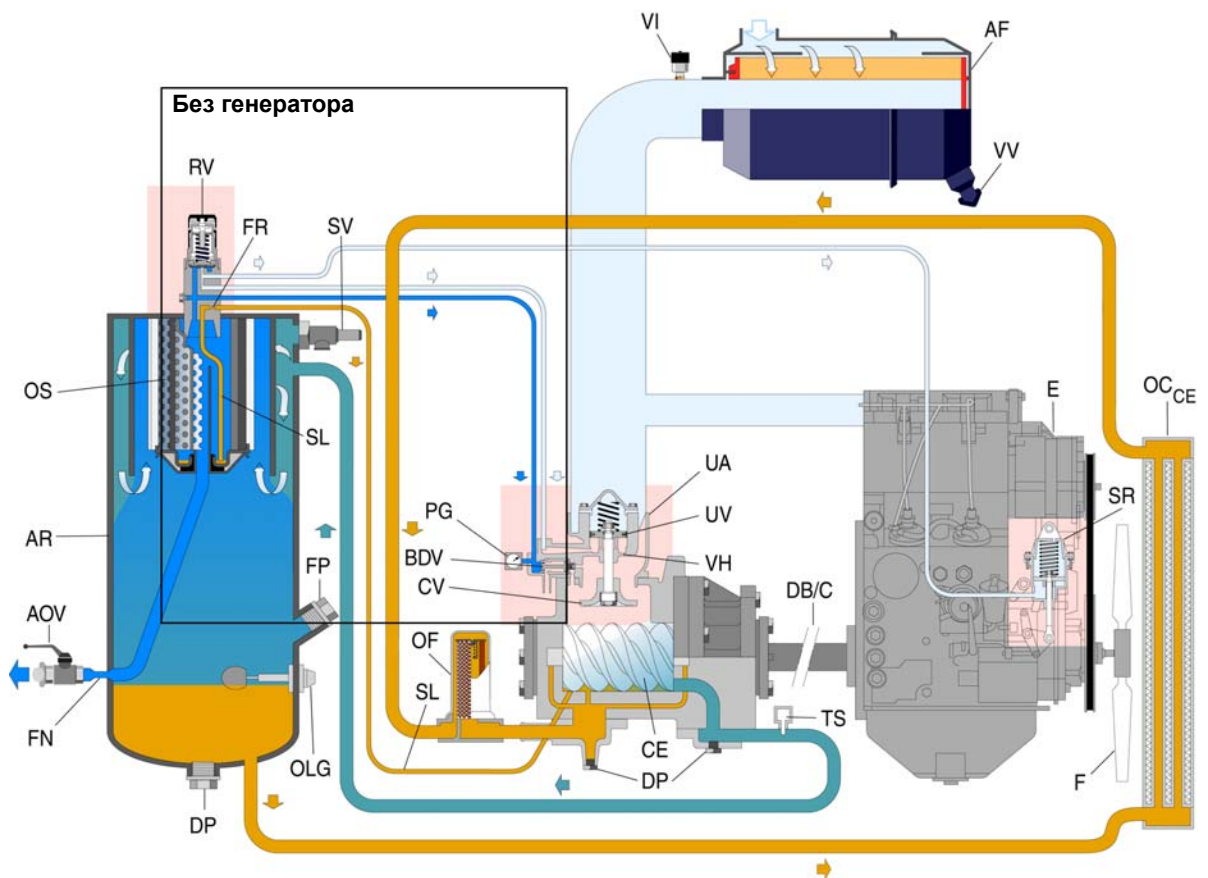 VI
AF
Без генератора
VV
RV
FR
SV
OS
SL
E
OC CE
UA
SR
PG
UV
AR
FP
BDV
VH
CV
DB/C
AOV
OF
SL
TS
FN
OLG
CE
F
DP
DP